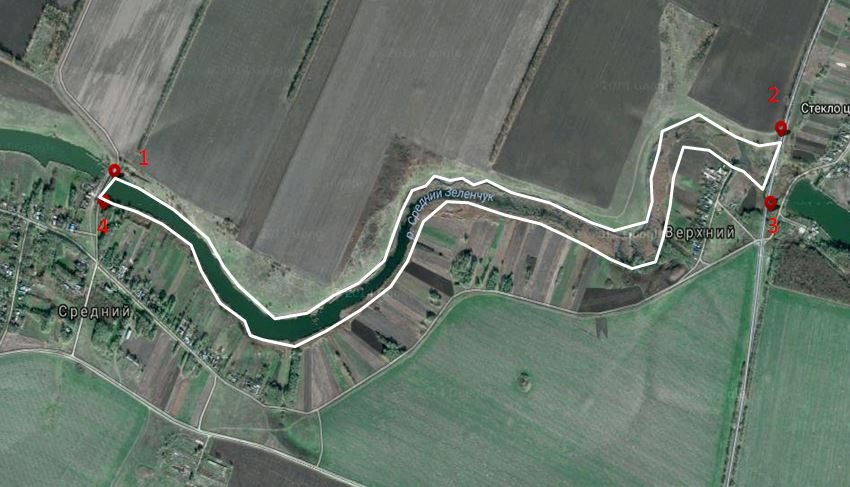 1
2
Стекло ц
р. Средний Зеленчук
4
3
Верхний
Средний